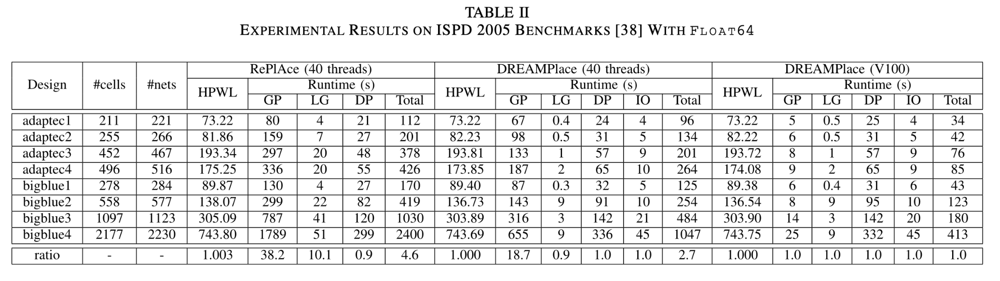 TABLE II
EXPERIMENTAL RESULTS ON ISPD 2005 BENCHMARKS [38] WITH FLOAT64
Design #cells #nets RePlAce (40 threads) DREAMPlace (40 threads) DREAMPlace (V100)
HPWL Runtime (s) HPWL Runtime (s) HPWL Runtime (s)
GP LG DP Total GP LG DP IO Total GP LG DP IO Total
adaptec1 211 221 73.22 80 4 21 112 73.22 67 0.4 24 4 96 73.22 5 0.5 25 4 34
adaptec2 255 266 81.86 159 7 27 201 82.23 98 0.5 31 5 134 82.22 6 0.5 31 5 42
adaptec3 452 467 193.34 297 20 48 378 193.81 133 1 57 9 201 193.72 8 1 57 9 76
adaptec4 496 516 175.25 336 20 55 426 173.85 187 2 65 10 264 174.08 9 2 65 9 85
bigblue1 278 284 89.87 130 4 27 170 89.40 87 0.3 32 5 125 89.38 6 0.4 31 6 43
bigblue2 558 577 138.07 299 22 82 419 136.73 143 9 91 10 254 136.54 8 9 95 10 123
bigblue3 1097 1123 305.09 787 41 120 1030 303.89 316 3 142 21 484 303.90 14 3 142 20 180
bigblue4 2177 2230 743.80 1789 51 299 2400 743.69 655 9 336 45 1047 743.75 25 9 332 45 413
ratio - - 1.003 38.2 10.1 0.9 4.6 1.000 18.7 0.9 1.0 1.0 2.7 1.000 1.0 1.0 1.0 1.0 1.0